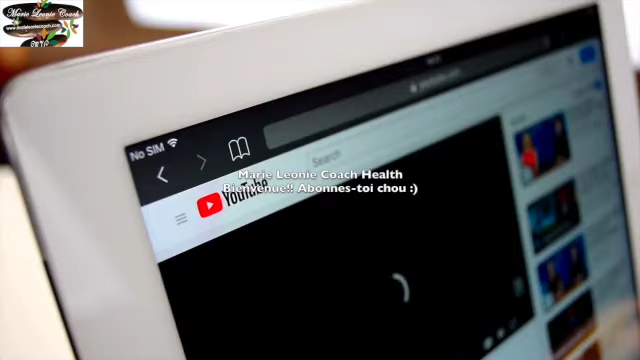 Marie Leonie Coach
No SIM
Search
YouTube
Marie Leonie Coach Health
Bienvenue!! Abonnes-toi chou :)